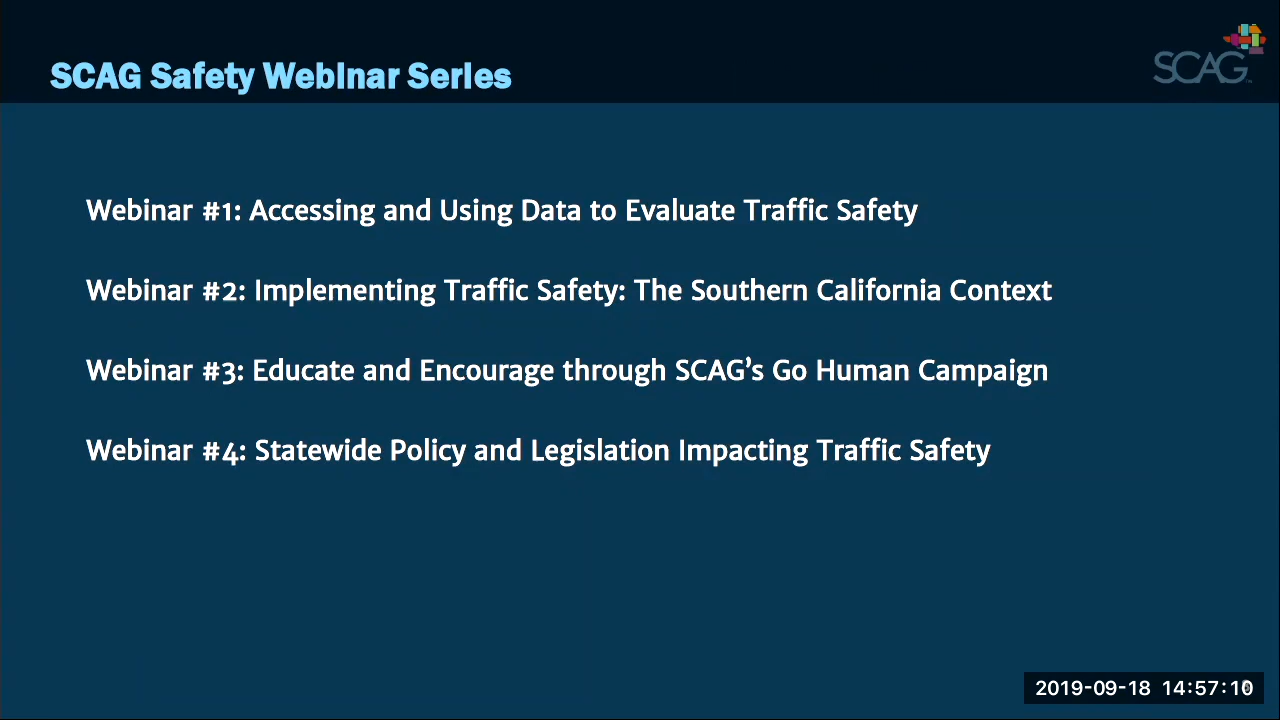 SCAG Safety Webinar Series
SCAG
Webinar #1: Accessing and Using Data to Evaluate Traffic Safety
Webinar #2: Implementing Traffic Safety: The Southern California Context
Webinar #3: Educate and Encourage through SCAG’s Go Human Campaign
Webinar #4: Statewide Policy and Legislation Impacting Traffic Safety
2019-09-18 14:57:10